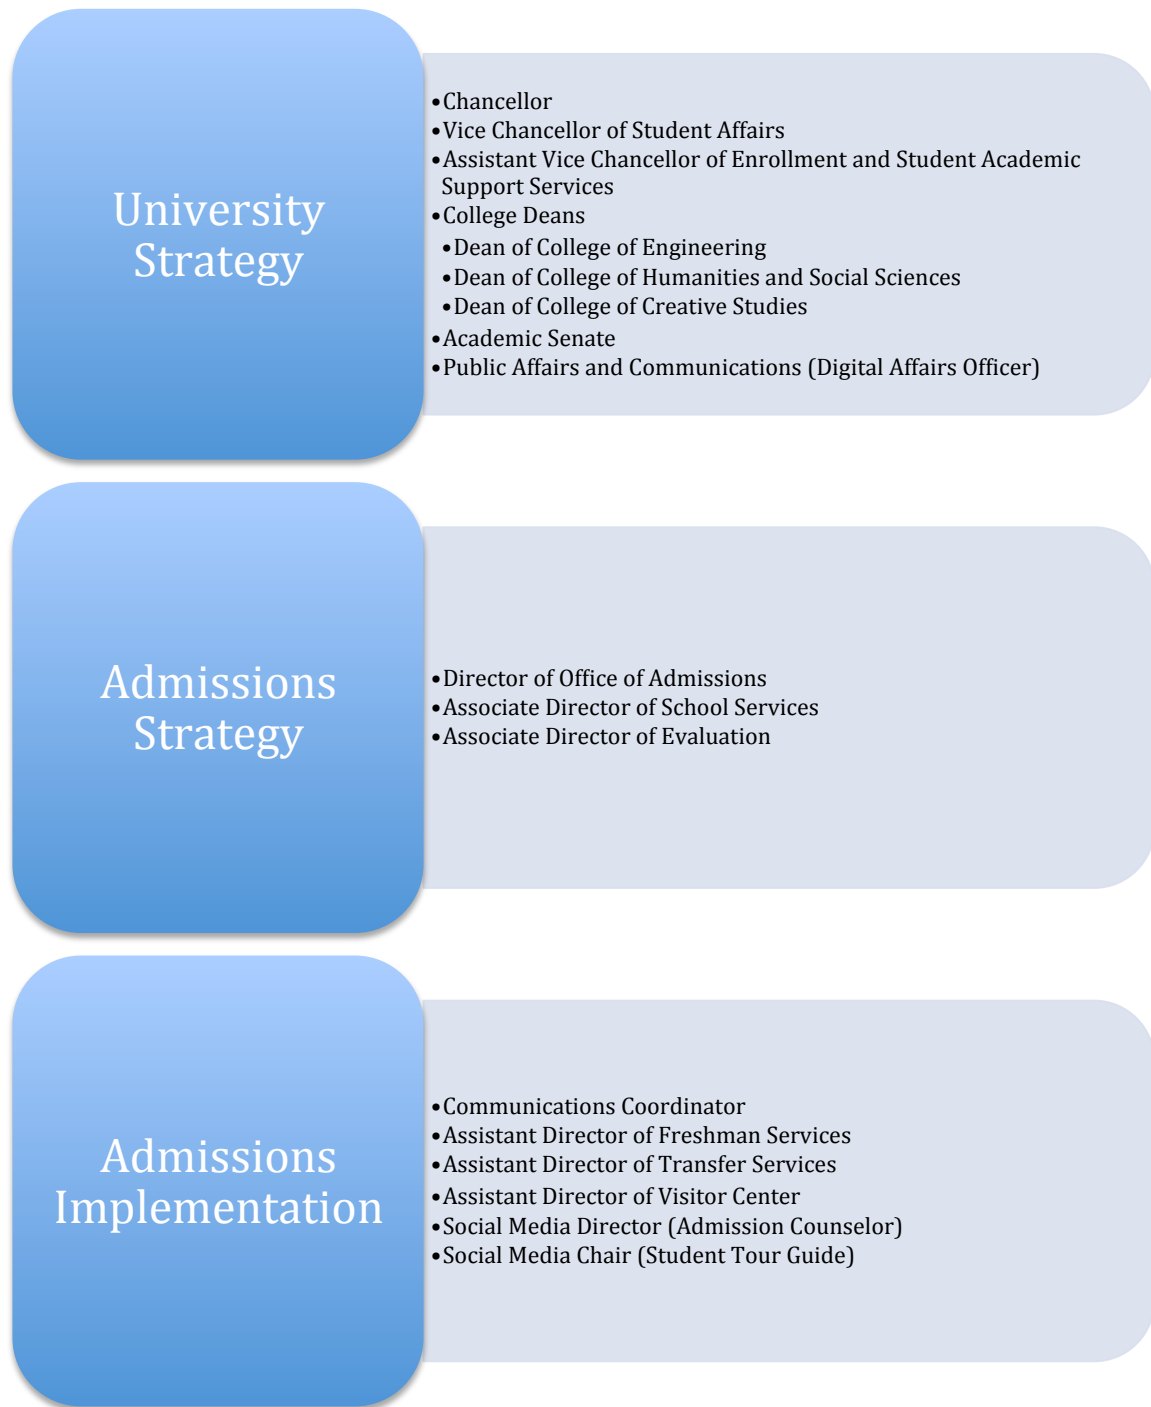 University
Strategy
•Chancellor
•Vice Chancellor of Student Affairs
•Assistant Vice Chancellor of Enrollment and Student Academic
Support Services
•College Deans
•Dean of College of Engineering
•Dean of College of Humanities and Social Sciences
•Dean of College of Creative Studies
•Academic Senate
•Public Affairs and Communications (Digital Affairs Officer)
Admissions
Strategy
•Director of Office of Admissions
•Associate Director of School Services
•Associate Director of Evaluation
Admissions
Implementation
•Communications Coordinator
•Assistant Director of Freshman Services
•Assistant Director of Transfer Services
•Assistant Director of Visitor Center
•Social Media Director (Admission Counselor)
•Social Media Chair (Student Tour Guide)